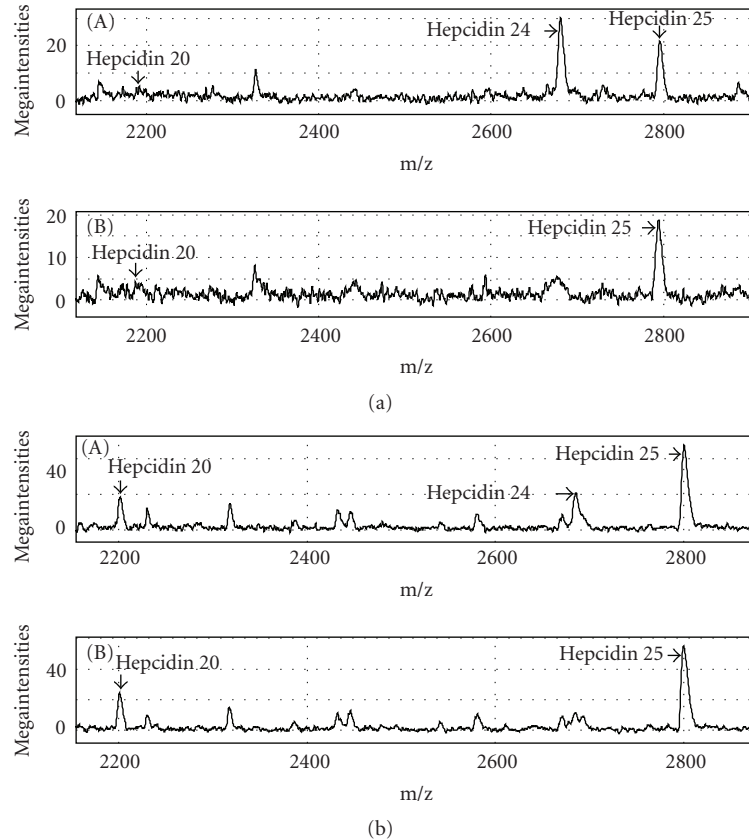 (A)
Hepcidin 24
Hepcidin 25
Hepcidin 20
Megaintensities
20
0
2200
2400
2600
2800
m/z
(B)
Hepcidin 25
Hepcidin 20
Megaintensities
20
10
0
2200
2400
2600
2800
m/z
(a)
(A)
Hepcidin 20
Hepcidin 25
Hepcidin 24
Megaintensities
40
0
2200
2400
2600
2800
m/z
(B)
Hepcidin 20
Hepcidin 25
Megaintensities
40
0
2200
2400
2600
2800
m/z
(b)